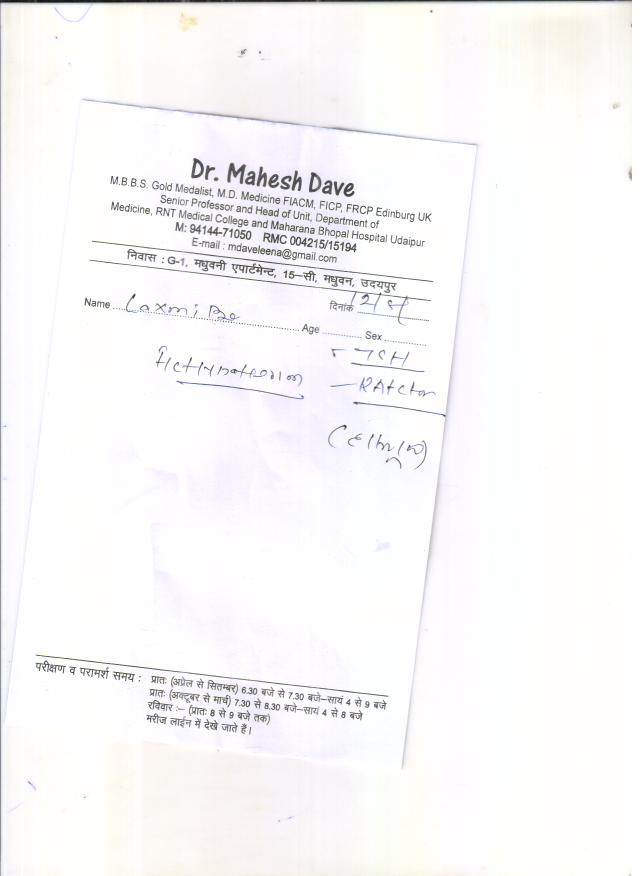 Dr. Mahesh Dave
M.B.B.S. Gold Medalist, M.D. Medicine FIACM, FICP, FRCP Edinburg UK
Senior Professor and Head of Unit, Department of
Medicine, RNT Medical College and Maharana Bhopal Hospital Udaipur
M: 94144-71050 RMC 004215/15194
E-mail : mdaveleena@gmail.com
निवास : G-1, मधुवनी एपार्टमेन्ट, 15–सी, मधुवन, उदयपुर
दिनांक
Name Laxmi Age Sex
परीक्षण व परामर्श समय : प्रातः (अप्रेल से सितम्बर) 6.30 बजे से 7.30 बजे–सायं 4 से 9 बजे
प्रातः (अक्टूबर से मार्च) 7.30 से 8.30 बजे–सायं 4 से 8 बजे
रविवार :– (प्रातः 8 से 9 बजे तक)
मरीज लाईन में देखे जाते हैं।